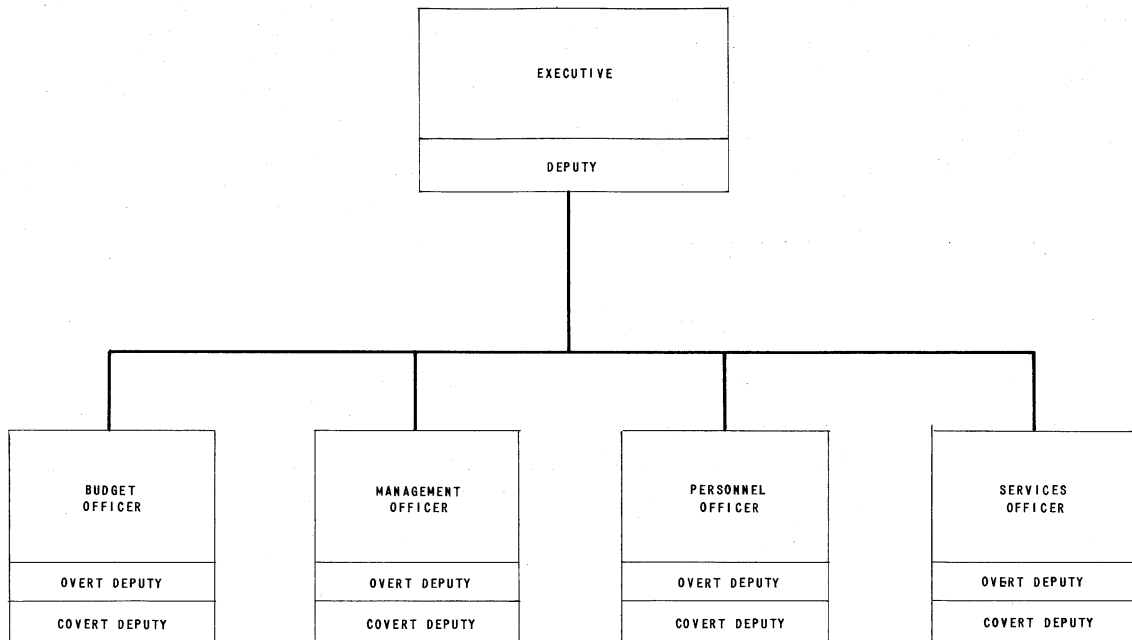 EXECUTIVE
DEPUTY
BUDGET
OFFICER
OVERT DEPUTY
COVERT DEPUTY
MANAGEMENT
OFFICER
OVERT DEPUTY
COVERT DEPUTY
PERSONNEL
OFFICER
OVERT DEPUTY
COVERT DEPUTY
SERVICES
OFFICER
OVERT DEPUTY
COVERT DEPUTY